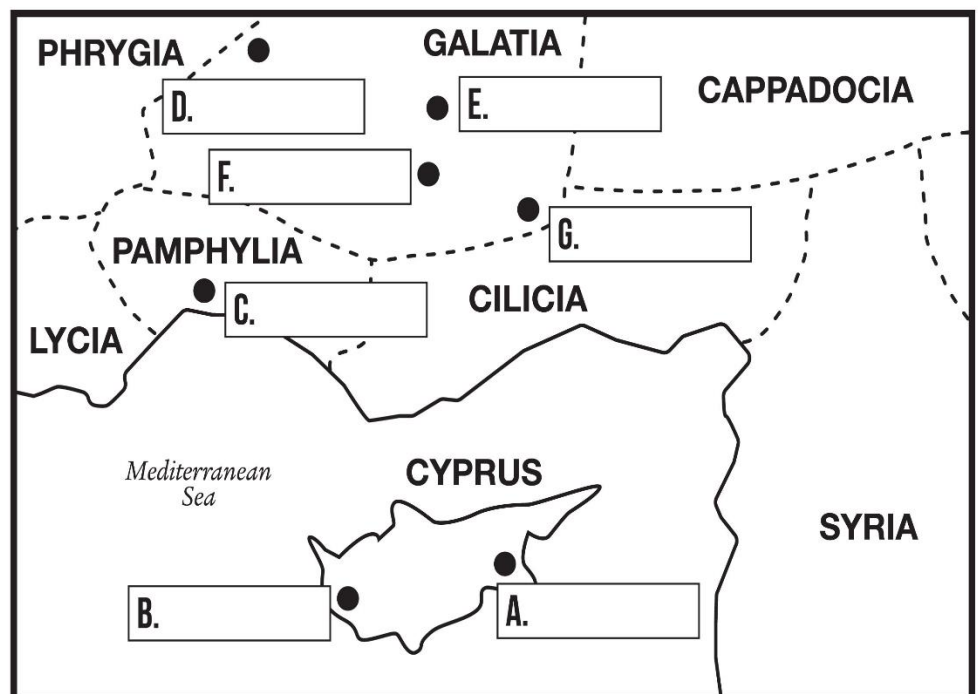 PHRYGIA
GALATIA
CAPPADOCIA
D.
E.
F.
G.
PAMPHYLIA
C.
CILICIA
LYCIA
Mediterranean
Sea
CYPRUS
SYRIA
B.
A.